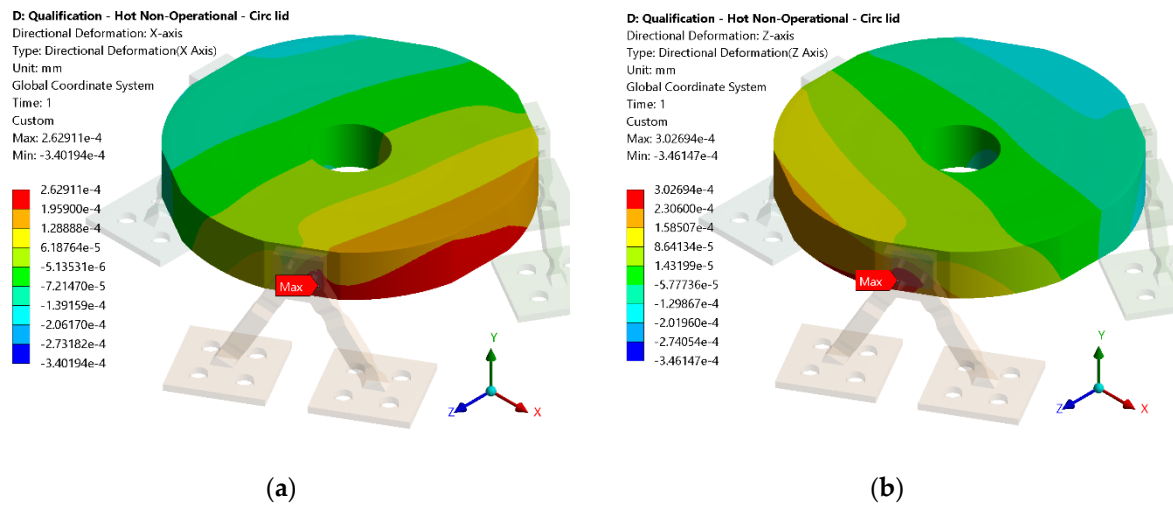 D: Qualification - Hot Non-Operational - Circ lid
Directional Deformation: X-axis
Type: Directional Deformation(X Axis)
Unit: mm
Global Coordinate System
Time: 1
Custom
Max: 2.62911e-4
Min: -3.40194e-4
2.62911e-4
1.95900e-4
1.28888e-4
6.18764e-5
-5.13531e-6
-7.21470e-5
-1.39159e-4
-2.06170e-4
-2.73182e-4
-3.40194e-4
Max
Y
Z
X
(a)
D: Qualification - Hot Non-Operational - Circ lid
Directional Deformation: Z-axis
Type: Directional Deformation(Z Axis)
Unit: mm
Global Coordinate System
Time: 1
Custom
Max: 3.02694e-4
Min: -3.46147e-4
3.02694e-4
2.30600e-4
1.58507e-4
8.64134e-5
1.43199e-5
-5.77736e-5
-1.29867e-4
-2.01960e-4
-2.74054e-4
-3.46147e-4
Max
Y
Z
X
(b)